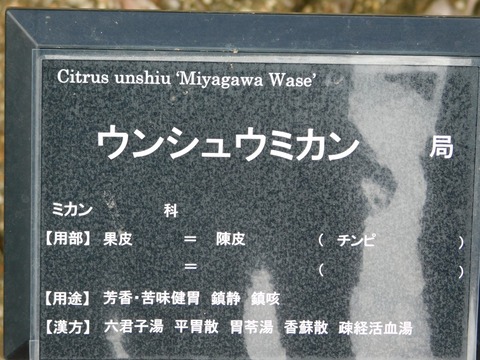 Citrus unshiu ‘Miyagawa Wase’
ウンシュウミカン 局
ミカン 科
【用部】 果皮 ＝ 陳皮 （ チンピ ）
＝ （ ）
【用途】 芳香・苦味健胃 鎮静 鎮咳
【漢方】 六君子湯 平胃散 胃苓湯 香蘇散 疎経活血湯